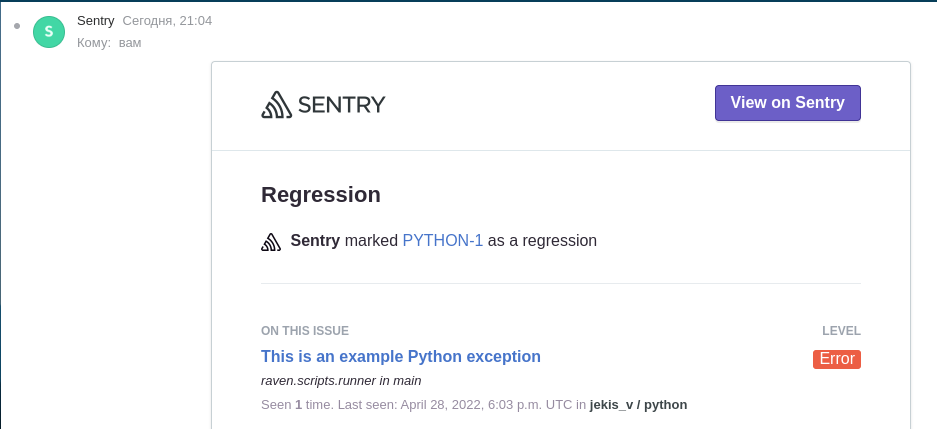 S
Sentry Сегодня, 21:04
Кому: вам
SENTRY
View on Sentry
Regression
Sentry marked PYTHON-1 as a regression
ON THIS ISSUE
LEVEL
This is an example Python exception
Error
raven.scripts.runner in main
Seen 1 time. Last seen: April 28, 2022, 6:03 p.m. UTC in jekis_v / python